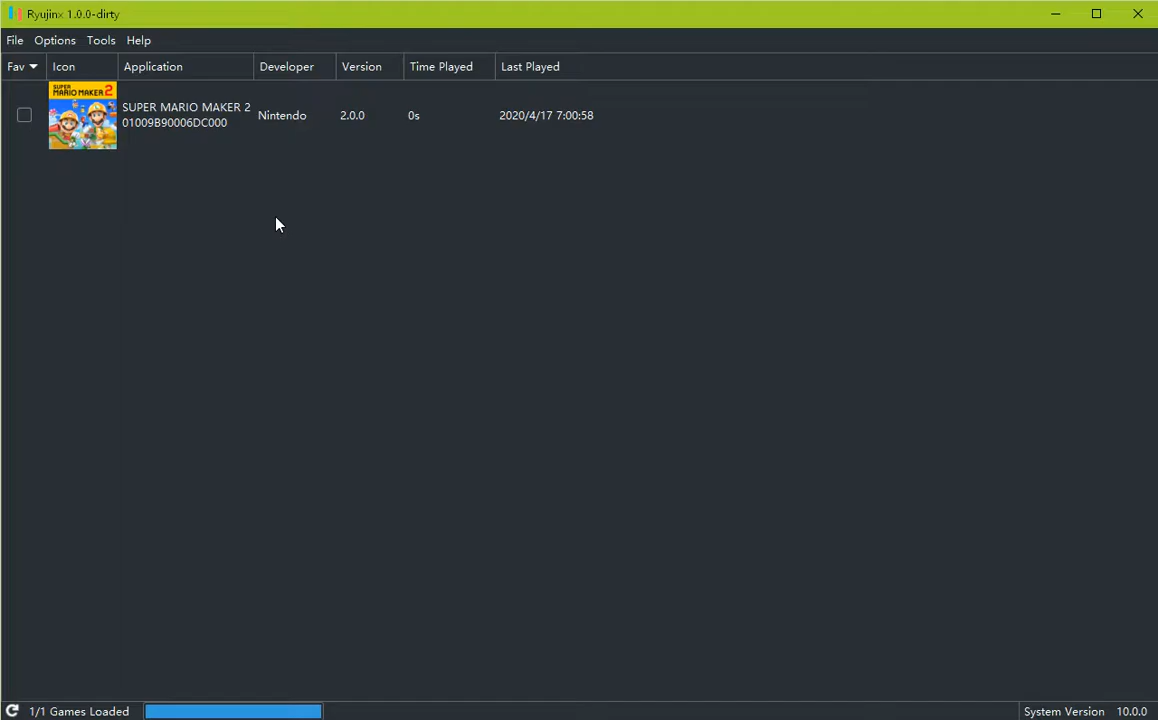 Ryujinx 1.0.0-dirty
File Options Tools Help
Fav Icon Application Developer Version Time Played Last Played
SUPER MARIO MAKER 2
SUPER MARIO MAKER 2
01009B90006DC000
Nintendo 2.0.0 0s 2020/4/17 7:00:58
1/1 Games Loaded
System Version 10.0.0